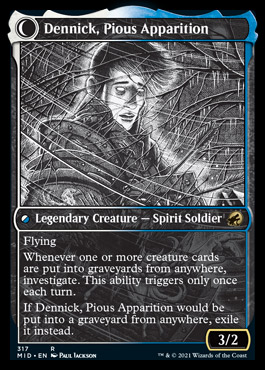 Dennick, Pious Apparition
Legendary Creature — Spirit Soldier
Flying
Whenever one or more creature cards
are put into graveyards from anywhere,
investigate. This ability triggers only once
each turn.
If Dennick, Pious Apparition would be
put into a graveyard from anywhere, exile
it instead.
3/2
317 R
MID • EN Paul Jackson
™ & © 2021 Wizards of the Coast